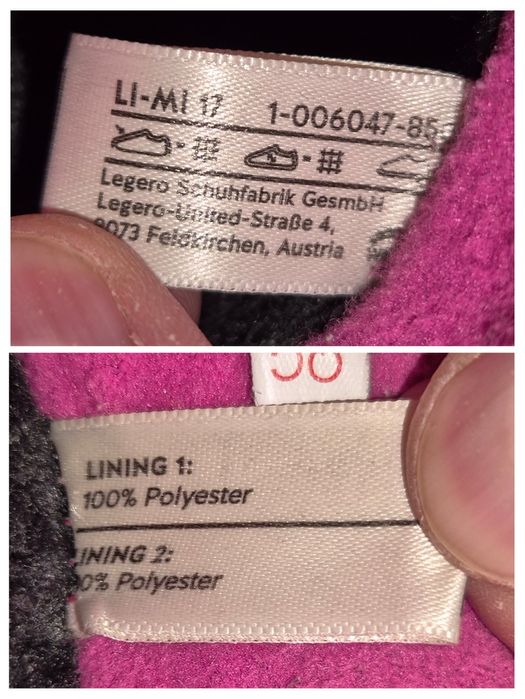 LI-MI 17 1-006047-85
Legero Schuhfabrik GesmbH
Legero-United-Straße 4,
9073 Feldkirchen, Austria
LINING 1:
100% Polyester
INING 2:
00% Polyester